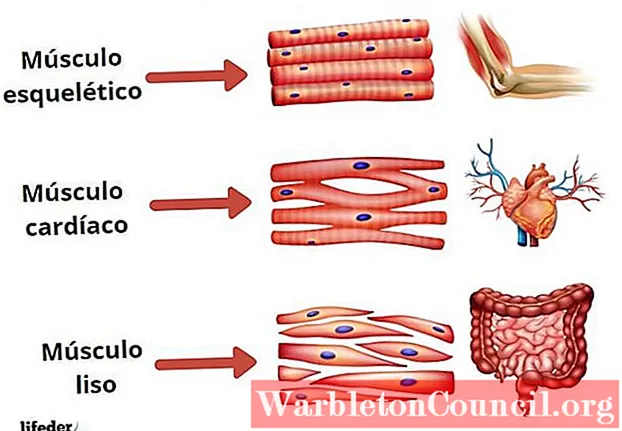 Músculo
esquelético
Músculo
cardíaco
Músculo
liso
lifeder
WarbletonCouncil.org